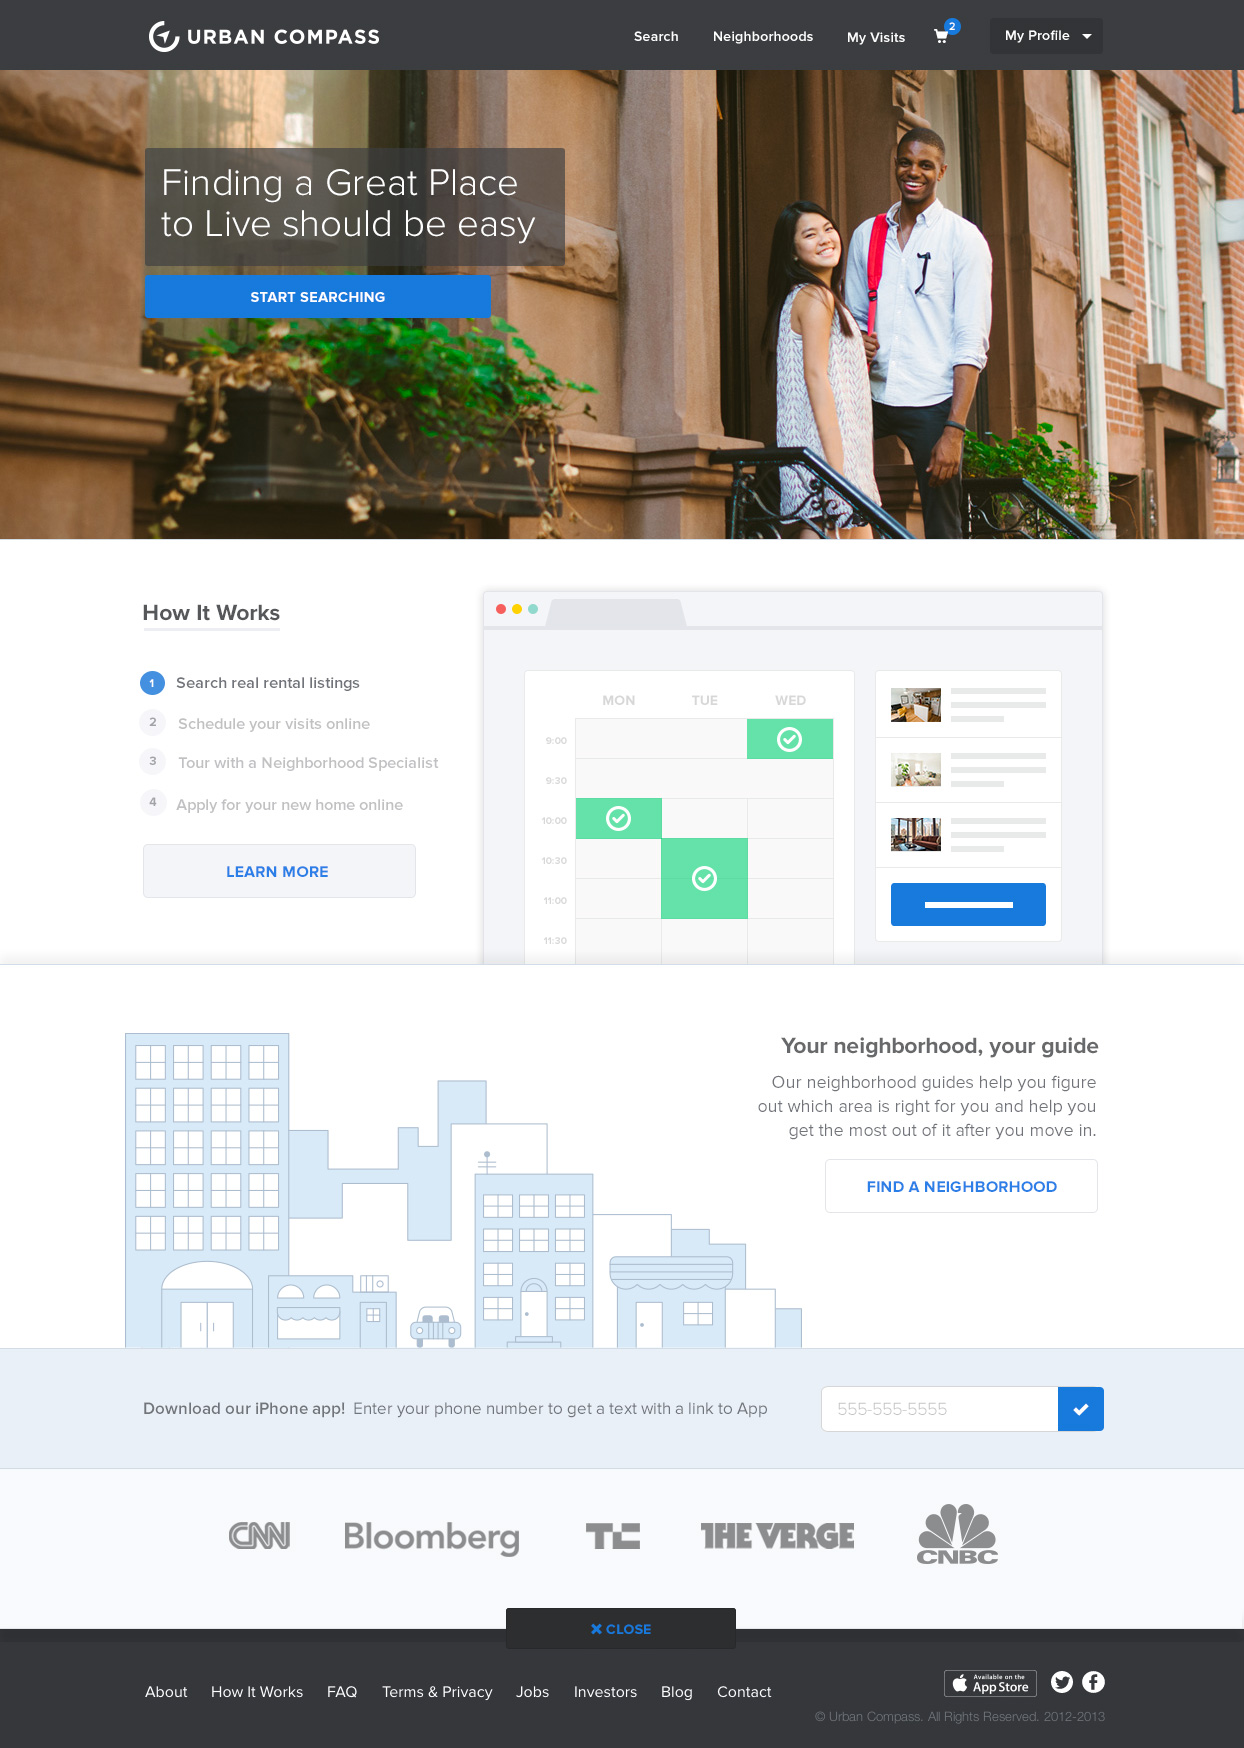 URBAN COMPASS
Search
Neighborhoods
My Visits
2
My Profile
Finding a Great Place
to Live should be easy
START SEARCHING
How It Works
1 Search real rental listings
2 Schedule your visits online
3 Tour with a Neighborhood Specialist
4 Apply for your new home online
LEARN MORE
MON TUE WED
9:00
9:30
10:00
10:30
11:00
11:30
Your neighborhood, your guide
Our neighborhood guides help you figure
out which area is right for you and help you
get the most out of it after you move in.
FIND A NEIGHBORHOOD
Download our iPhone app! Enter your phone number to get a text with a link to App
555-555-5555
CNN
Bloomberg
TC
THE VERGE
CNBC
CLOSE
About How It Works FAQ Terms & Privacy Jobs Investors Blog Contact
Available on the
App Store
© Urban Compass. All Rights Reserved. 2012-2013